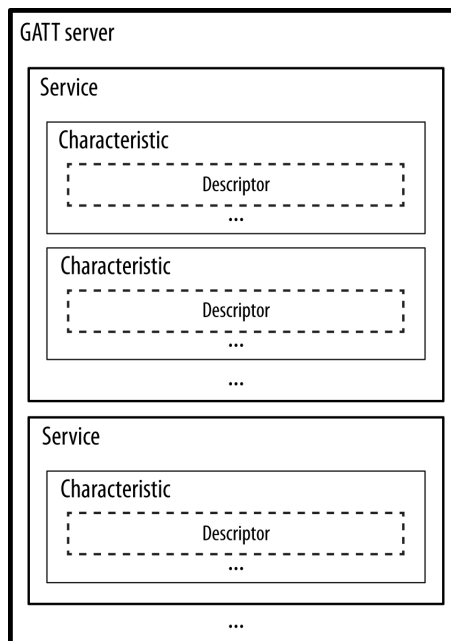 GATT server
Service
Characteristic
Descriptor
...
Characteristic
Descriptor
...
...
Service
Characteristic
Descriptor
...
...